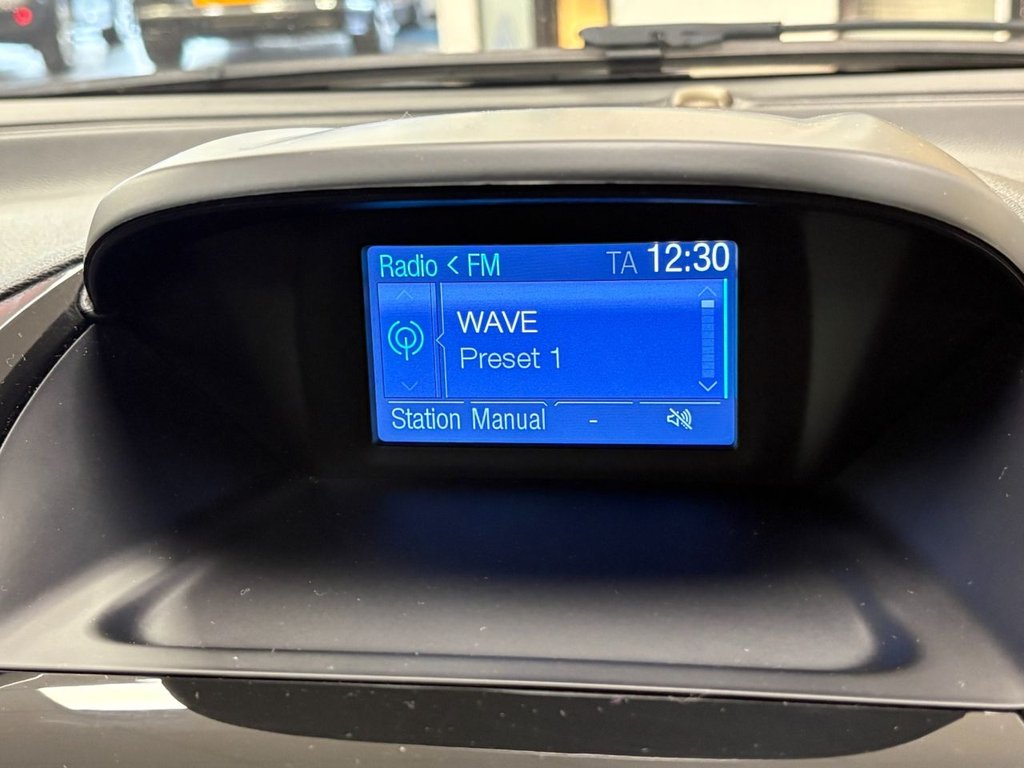 Radio < FM TA 12:30
WAVE
Preset 1
Station Manual -